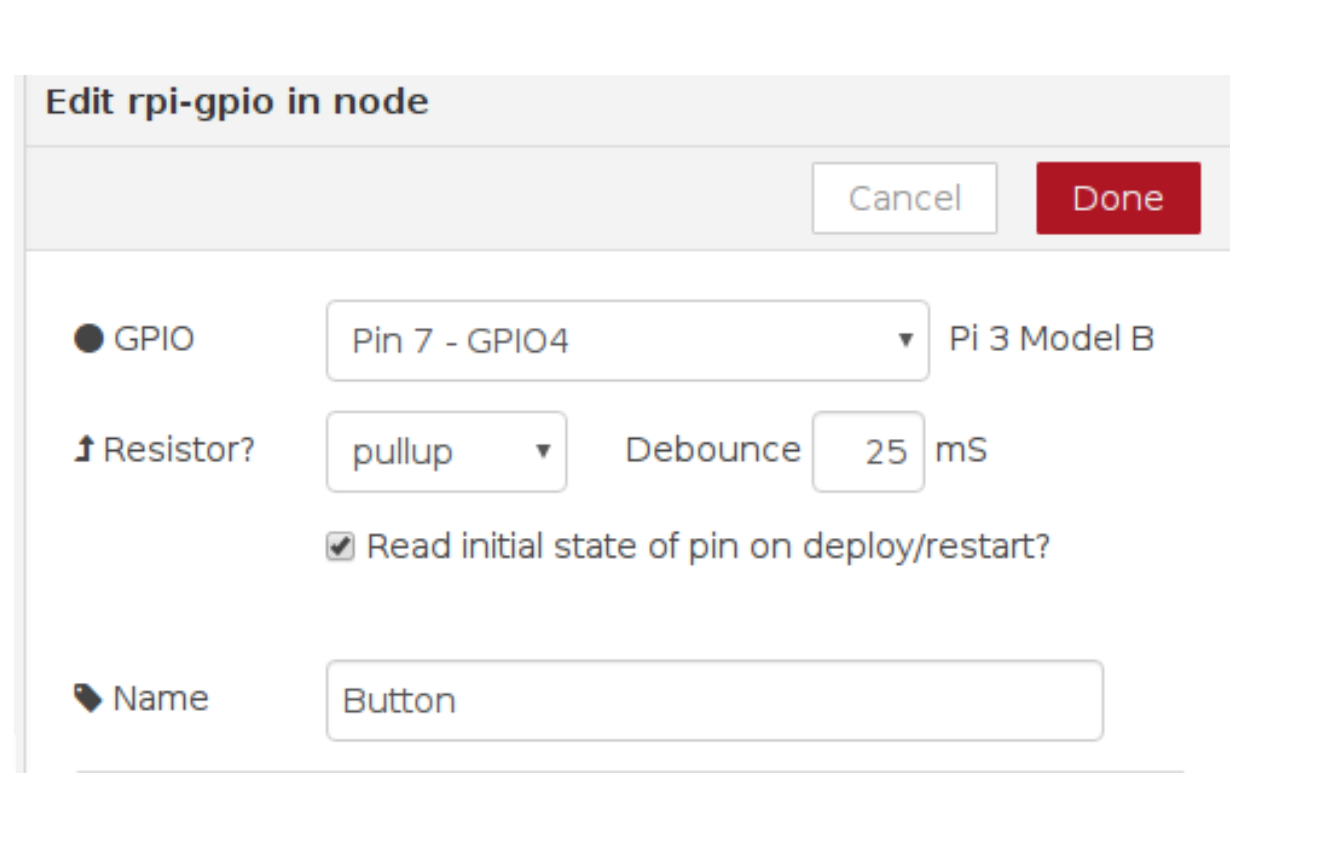 Edit rpi-gpio in node
Cancel Done
GPIO Pin 7 - GPIO4 Pi 3 Model B
Resistor? pullup Debounce 25 mS
Read initial state of pin on deploy/restart?
Name Button